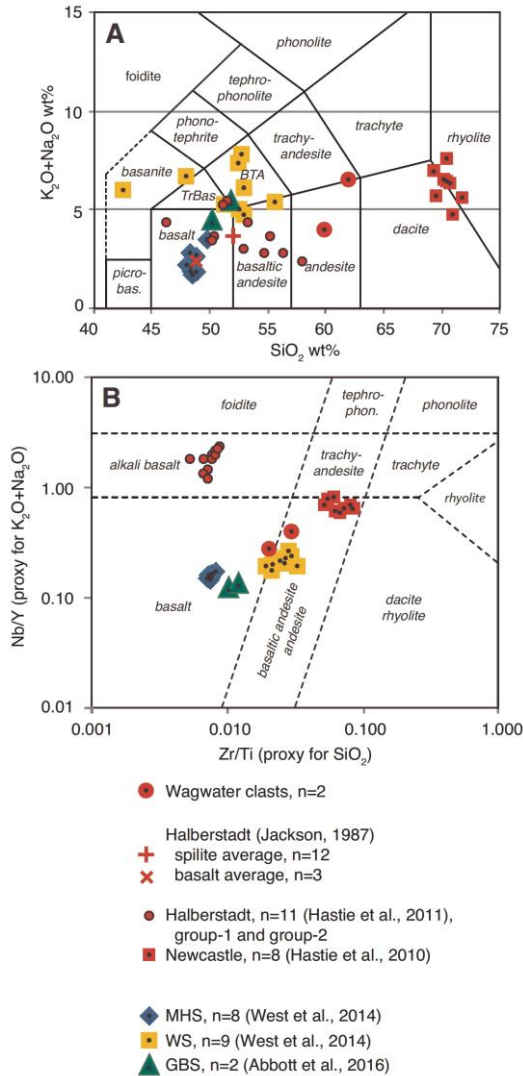 A
15
10
5
0
K2O+Na2O wt%
phonolite
foidite
tephro-
phonolite
phono-
tephrite
trachy-
andesite
trachyte
rhyolite
basanite
BTA
TrBas
basalt
dacite
picro-
bas.
basaltic
andesite
andesite
40 45 50 55 60 65 70 75
SiO2 wt%
B
10.00
1.00
0.10
0.01
Nb/Y (proxy for K2O+Na2O)
foidite
tephro-
phon.
phonolite
alkali basalt
trachy-
andesite
trachyte
rhyolite
basalt
basaltic andesite
andesite
dacite
rhyolite
0.001 0.010 0.100 1.000
Zr/Ti (proxy for SiO2)
Wagwater clasts, n=2
Halberstadt (Jackson, 1987)
spilite average, n=12
basalt average, n=3
Halberstadt, n=11 (Hastie et al., 2011),
group-1 and group-2
Newcastle, n=8 (Hastie et al., 2010)
MHS, n=8 (West et al., 2014)
WS, n=9 (West et al., 2014)
GBS, n=2 (Abbott et al., 2016)